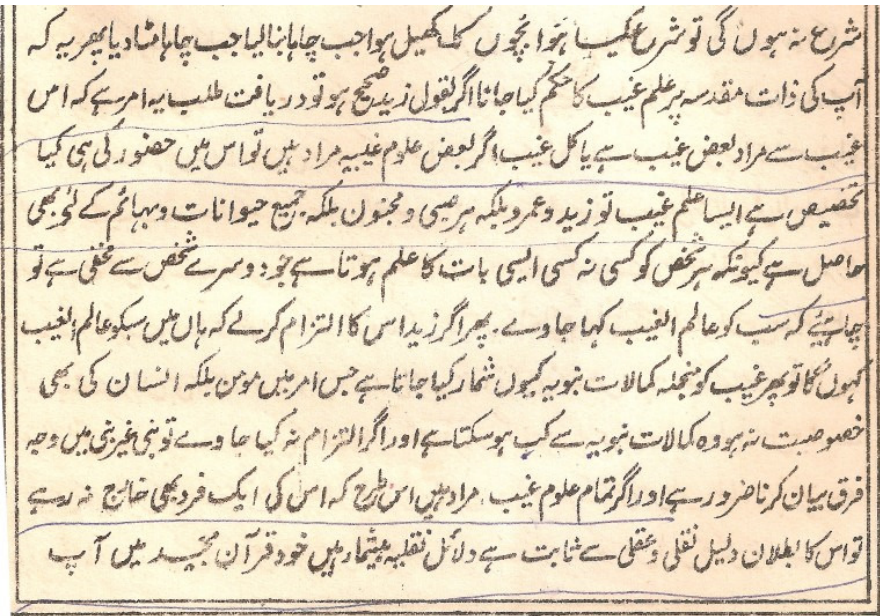 شرع نہ ہوں گی تو شرع کیا ہوا بچوں کا کھیل ہوا جب چاہا بنالیا جب چاہا مٹا دیا پھر یہ کہ
آپ کی ذات مقدسہ پر علم غیب کا حکم کیا جانا اگر بقول زید صحیح ہو تو دریافت طلب یہ امر ہے کہ اس
غیب سے مراد بعض غیب ہے یا کل غیب اگر بعض علوم غیبیہ مراد ہیں تو اس میں حضور کی ہی کیا
تخصیص ہے ایسا علم غیب تو زید و عمرو بلکہ ہر صبی و مجنون بلکہ جمیع حیوانات و بہائم کے لئے بھی
حاصل ہے کیونکہ ہر شخص کو کسی نہ کسی ایسی بات کا علم ہوتا ہے جو دوسرے شخص سے مخفی ہے تو
چاہیئے کہ سب کو عالم الغیب کہا جاوے۔ پھر اگر زید اس کا التزام کرلے کہ ہاں میں سبکو عالم الغیب
کہوں گا تو پھر غیب کو منجملہ کمالات نبویہ کیوں شمار کیا جاتا ہے جس امر میں مومن بلکہ انسان کی بھی
خصوصیت نہ ہو وہ کمالات نبویہ سے کب ہو سکتا ہے اور اگر التزام نہ کیا جاوے تو نبی غیر نبی میں وجہ
فرق بیان کرنا ضرور ہے اور اگر تمام علوم غیب مراد ہیں اس طرح کہ اس کی ایک فرد بھی خارج نہ رہے
تو اس کا بطلان دلیل نقلی و عقلی سے ثابت ہے دلائل نقلیہ بیشمار ہیں خود قرآن مجید میں آپ